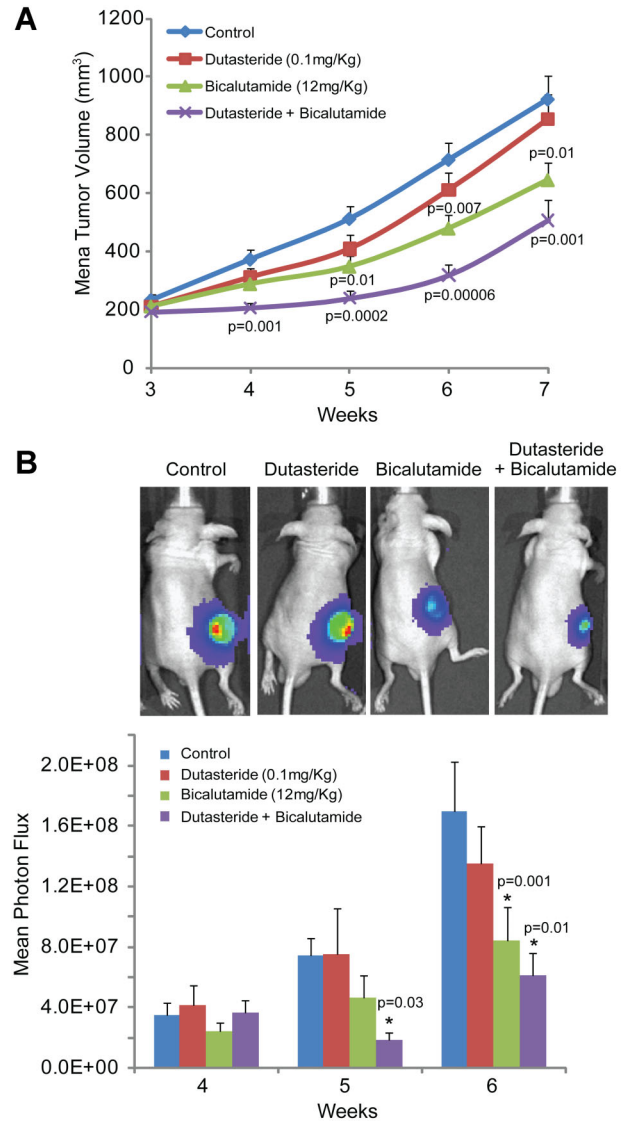 A
Control
Dutasteride (0.1mg/Kg)
Bicalutamide (12mg/Kg)
Dutasteride + Bicalutamide
Mena Tumor Volume (mm³)
1200
1000
800
600
400
200
0
p=0.01
p=0.007
p=0.01
p=0.001
p=0.00006
p=0.0002
p=0.001
3
4
5
6
7
Weeks
B
Control
Dutasteride
Bicalutamide
Dutasteride
+ Bicalutamide
Control
Dutasteride (0.1mg/Kg)
Bicalutamide (12mg/Kg)
Dutasteride + Bicalutamide
Mean Photon Flux
2.0E+08
1.6E+08
1.2E+08
8.0E+07
4.0E+07
0.0E+00
p=0.001
*
p=0.01
*
p=0.03
*
4
5
6
Weeks